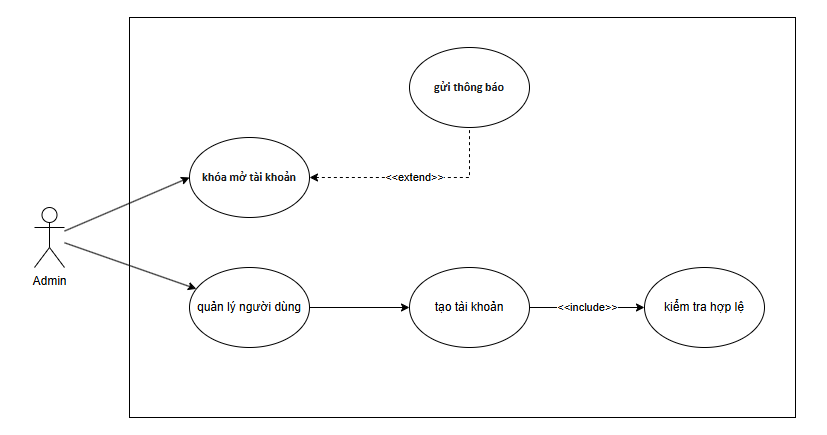 gửi thông báo
khóa mở tài khoản
<<extend>>
Admin
quản lý người dùng
tạo tài khoản
<<include>>
kiểm tra hợp lệ